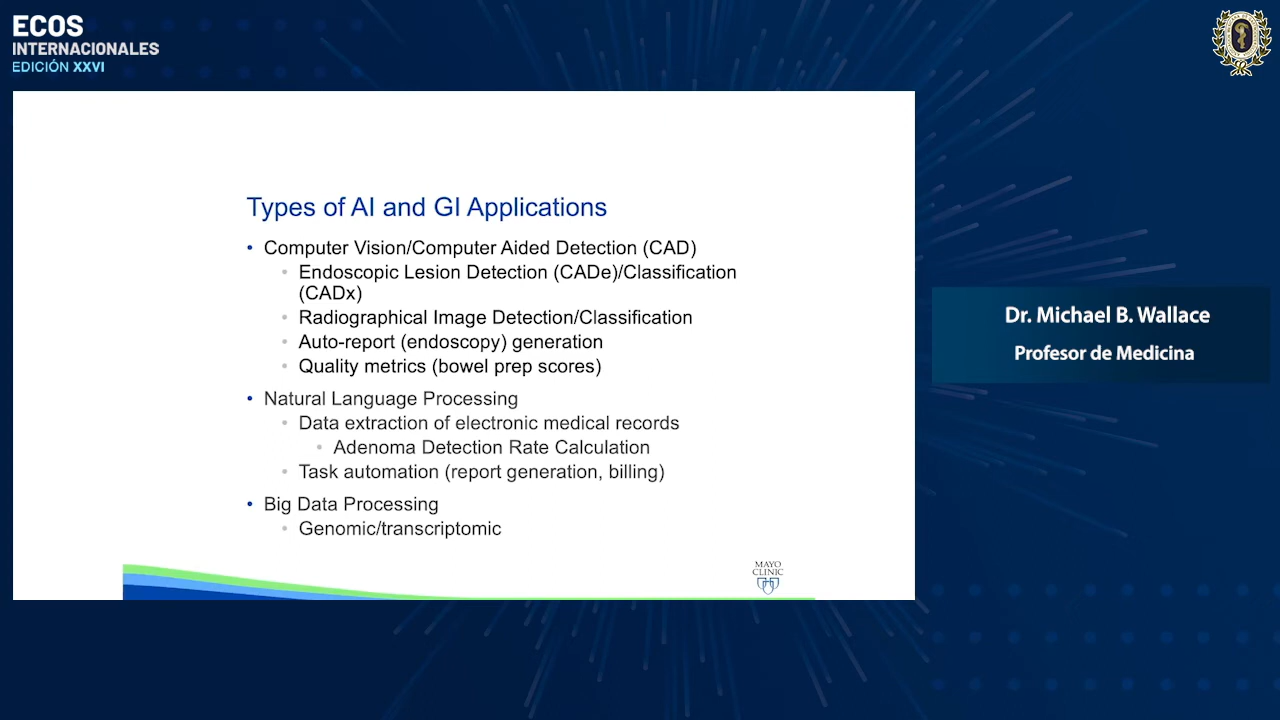 ECOS
INTERNACIONALES
EDICIÓN XXVI
Types of AI and GI Applications
• Computer Vision/Computer Aided Detection (CAD)
• Endoscopic Lesion Detection (CADe)/Classification
(CADx)
• Radiographical Image Detection/Classification
• Auto-report (endoscopy) generation
• Quality metrics (bowel prep scores)
• Natural Language Processing
• Data extraction of electronic medical records
• Adenoma Detection Rate Calculation
• Task automation (report generation, billing)
• Big Data Processing
• Genomic/transcriptomic
MAYO
CLINIC
Dr. Michael B. Wallace
Profesor de Medicina